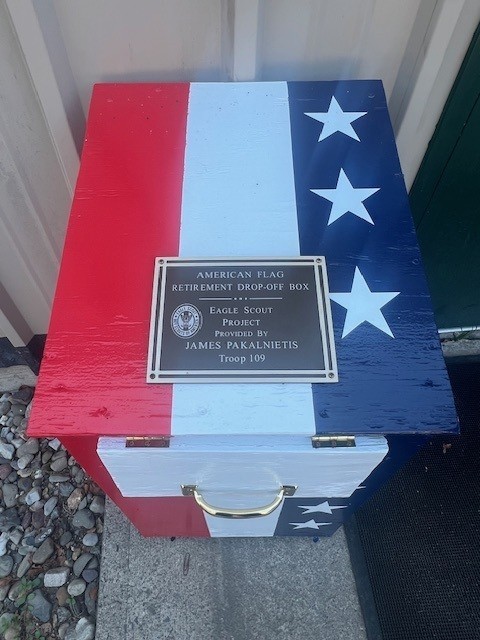 AMERICAN FLAG
RETIREMENT DROP-OFF BOX
EAGLE SCOUT
PROJECT
PROVIDED BY
JAMES PAKALNIETIS
Troop 109